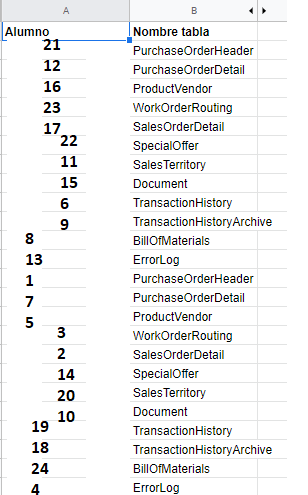 A B
Alumno Nombre tabla
21 PurchaseOrderHeader
12 PurchaseOrderDetail
16 ProductVendor
23 WorkOrderRouting
17 SalesOrderDetail
22 SpecialOffer
11 SalesTerritory
15 Document
6 TransactionHistory
9 TransactionHistoryArchive
8 BillOfMaterials
13 ErrorLog
1 PurchaseOrderHeader
7 PurchaseOrderDetail
5 ProductVendor
3 WorkOrderRouting
2 SalesOrderDetail
14 SpecialOffer
20 SalesTerritory
10 Document
19 TransactionHistory
18 TransactionHistoryArchive
24 BillOfMaterials
4 ErrorLog